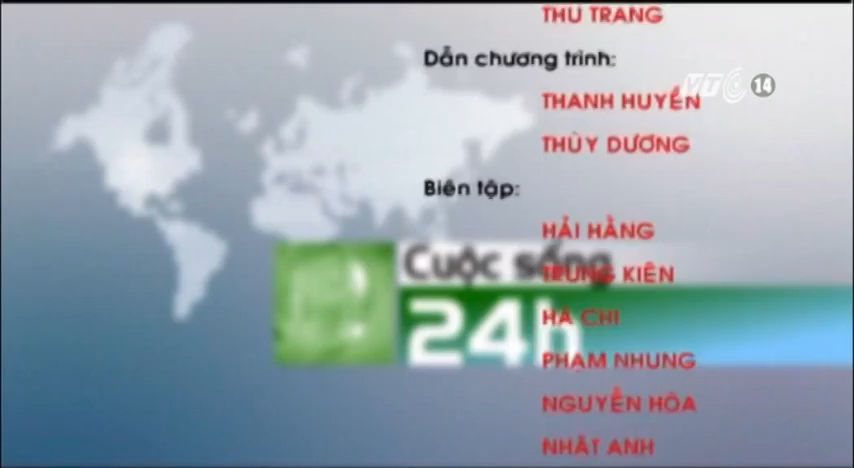 THU TRANG
Dẫn chương trình:
VTC 14
THANH HUYỀN
THÙY DƯƠNG
Biên tập:
HẢI HẰNG
Cuộc sống
TRUNG KIÊN
24h
HÀ CHI
PHẠM NHUNG
NGUYỄN HÒA
NHẬT ANH